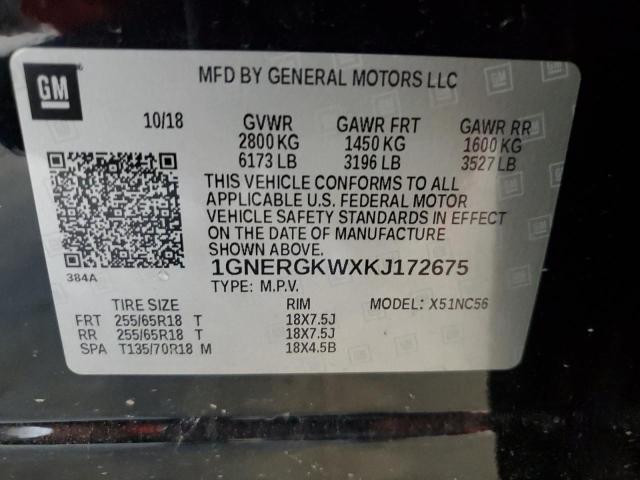 GM
MFD BY GENERAL MOTORS LLC
10/18 GVWR GAWR FRT GAWR RR
2800 KG 1450 KG 1600 KG
6173 LB 3196 LB 3527 LB
THIS VEHICLE CONFORMS TO ALL
APPLICABLE U.S. FEDERAL MOTOR
VEHICLE SAFETY STANDARDS IN EFFECT
ON THE DATE OF MANUFACTURE
SHOWN ABOVE.
384A
1GNERGKWXKJ172675
TYPE: M.P.V.
TIRE SIZE RIM MODEL: X51NC56
FRT 255/65R18 T 18X7.5J
RR 255/65R18 T 18X7.5J
SPA T135/70R18 M 18X4.5B